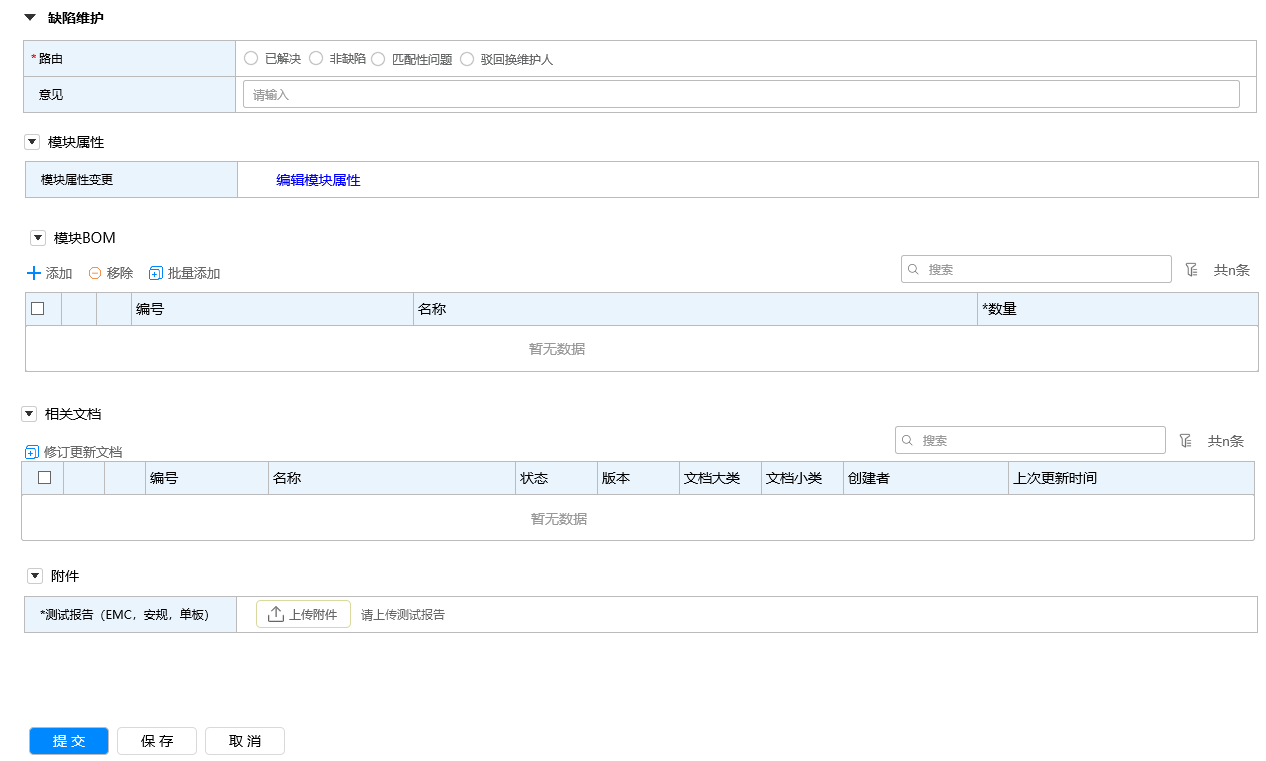 缺陷维护
*路由 已解决 非缺陷 匹配性问题 驳回换维护人
意见 请输入
模块属性
模块属性变更 编辑模块属性
模块BOM
添加 移除 批量添加 搜索 共n条
编号 名称 *数量
暂无数据
相关文档
修订更新文档 搜索 共n条
编号 名称 状态 版本 文档大类 文档小类 创建者 上次更新时间
暂无数据
附件
*测试报告（EMC，安规，单板） 上传附件 请上传测试报告
提 交 保 存 取 消